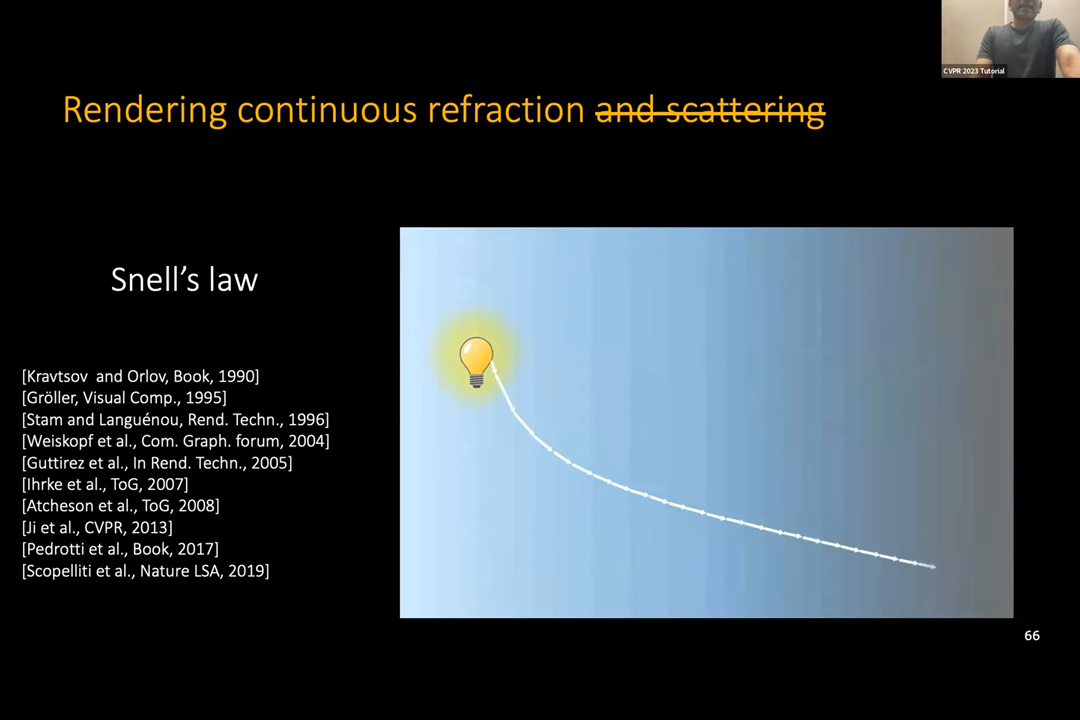 CVPR 2023 Tutorial
Rendering continuous refraction and scattering
Snell's law
[Kravtsov and Orlov, Book, 1990]
[Gröller, Visual Comp., 1995]
[Stam and Languénou, Rend. Techn., 1996]
[Weiskopf et al., Com. Graph. forum, 2004]
[Guttirez et al., In Rend. Techn., 2005]
[Ihrke et al., ToG, 2007]
[Atcheson et al., ToG, 2008]
[Ji et al., CVPR, 2013]
[Pedrotti et al., Book, 2017]
[Scopelliti et al., Nature LSA, 2019]
66